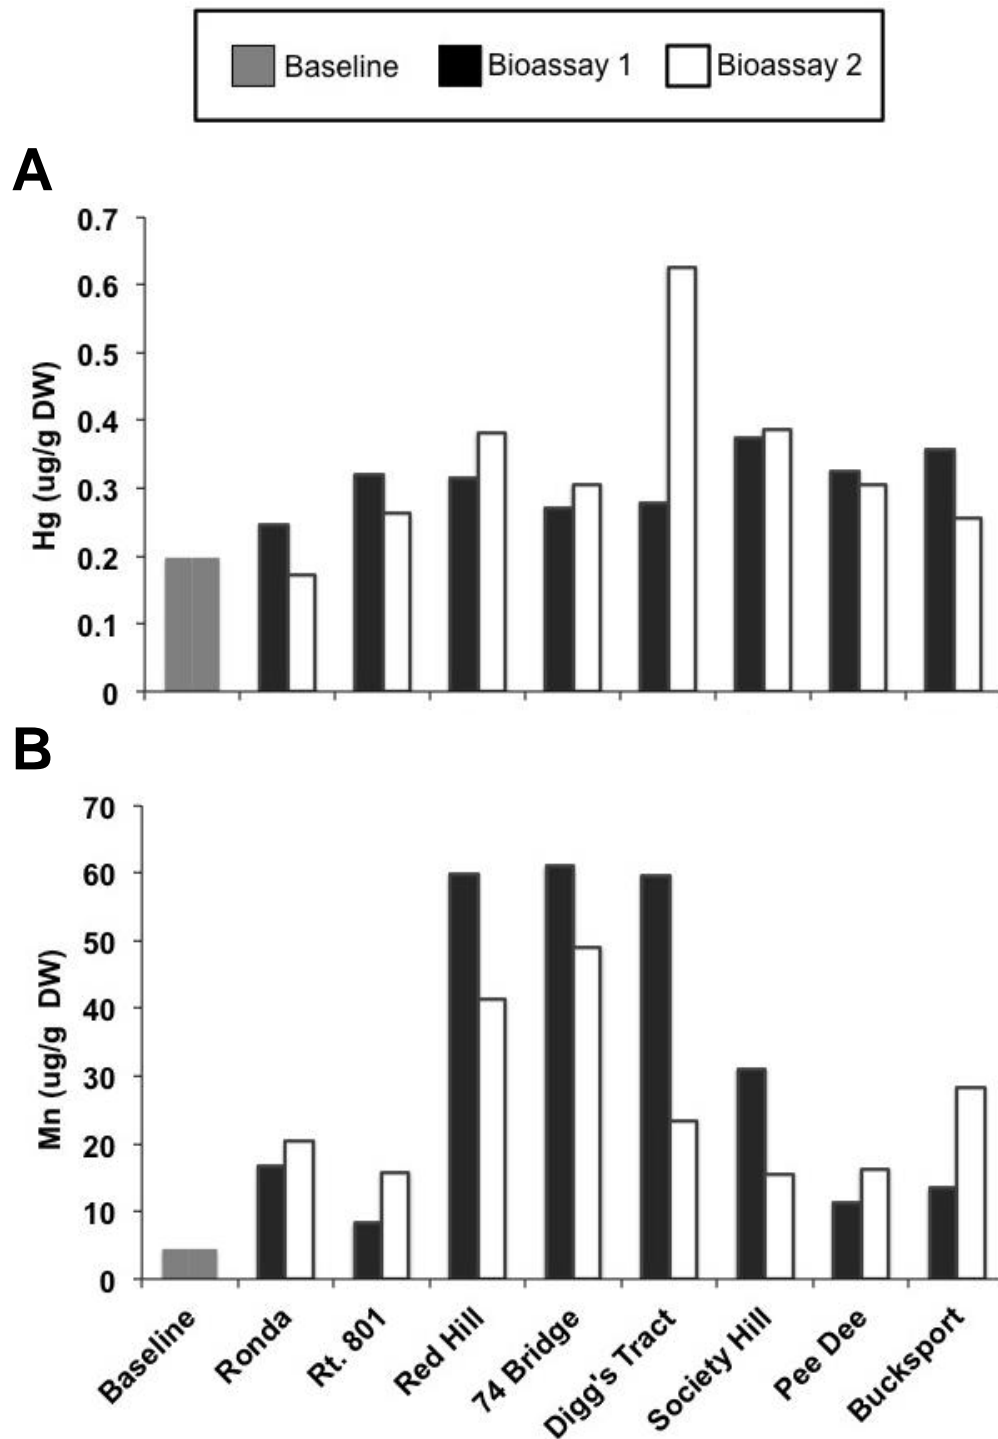 Baseline Bioassay 1 Bioassay 2
A
0.7
0.6
0.5
0.4
0.3
0.2
0.1
0
Hg (ug/g DW)
B
70
60
50
40
30
20
10
0
Mn (ug/g DW)
Baseline
Ronda
Rt. 801
Red Hill
74 Bridge
Digg's Tract
Society Hill
Pee Dee
Bucksport